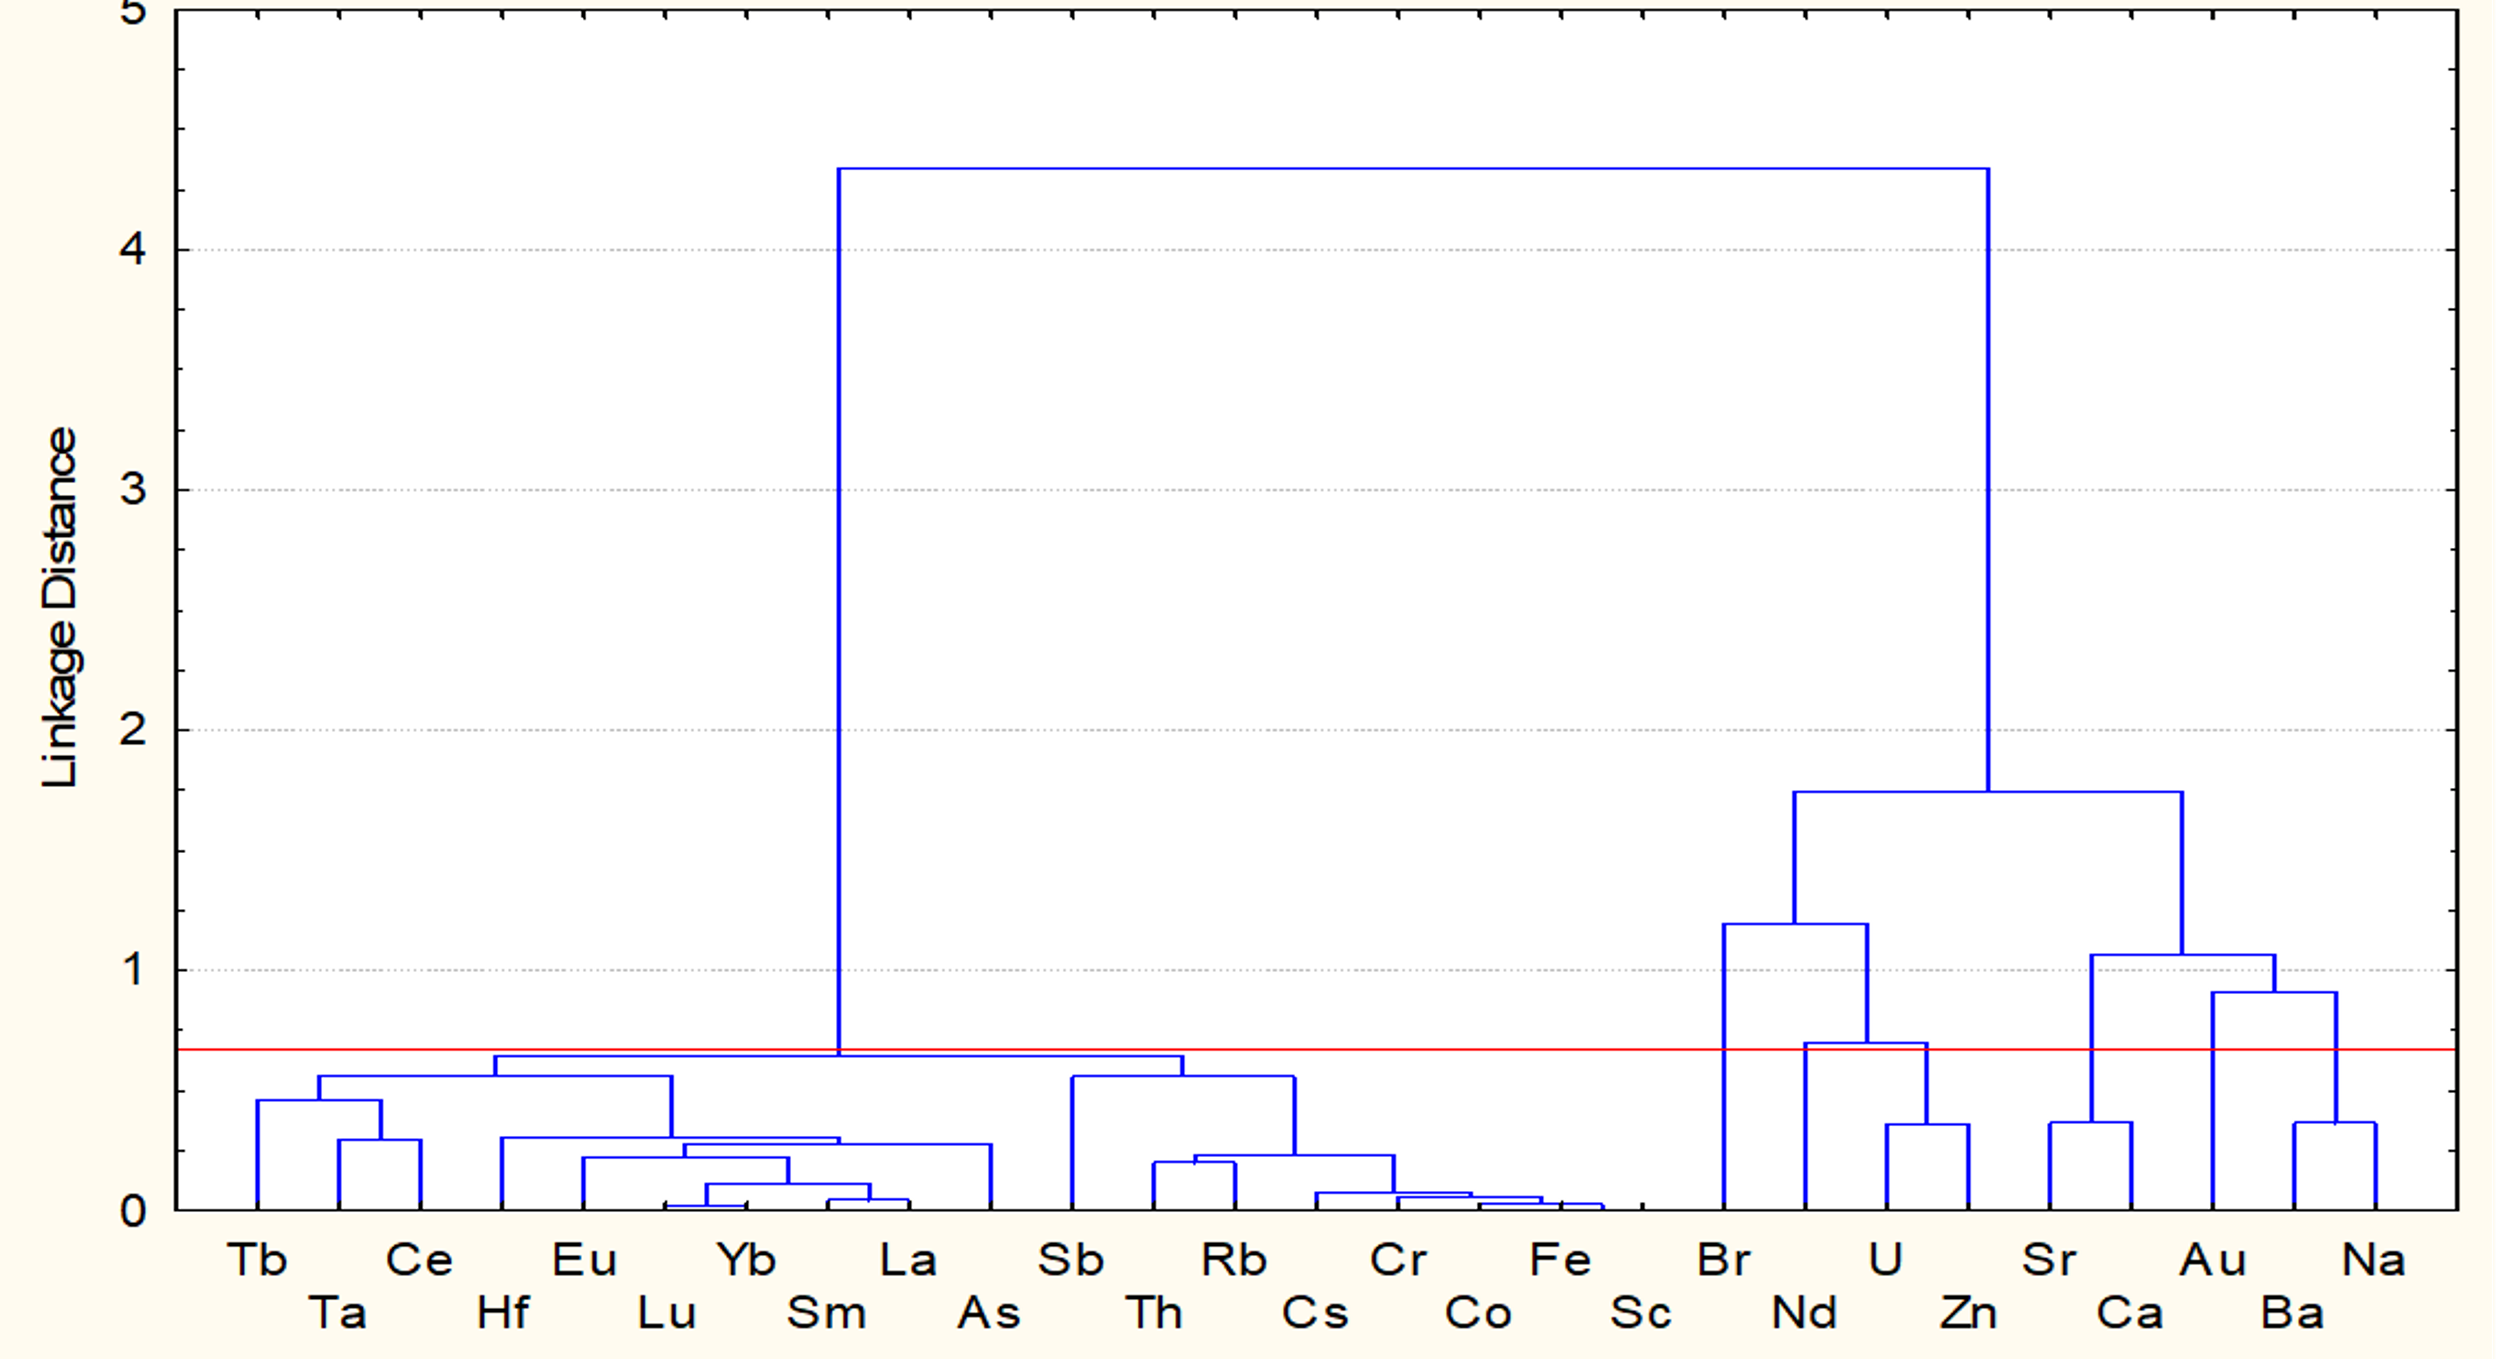 5
4
3
2
1
0
Linkage Distance
Tb Ce Eu Yb La Sb Rb Cr Fe Br U Sr Au Na
Ta Hf Lu Sm As Th Cs Co Sc Nd Zn Ca Ba